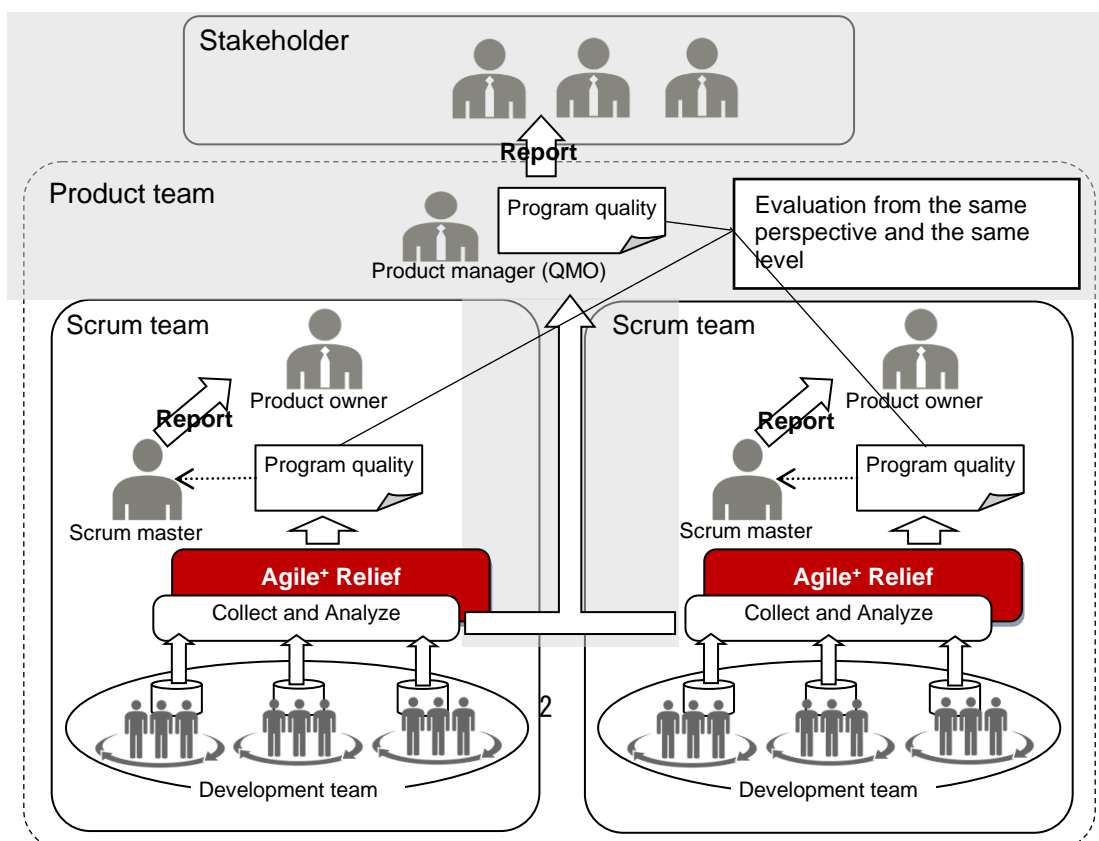 Stakeholder
Report
Product team
Program quality
Evaluation from the same
perspective and the same
level
Product manager (QMO)
Scrum team
Product owner
Report
Program quality
Scrum master
Agile⁺ Relief
Collect and Analyze
Development team
2
Scrum team
Product owner
Report
Program quality
Scrum master
Agile⁺ Relief
Collect and Analyze
Development team